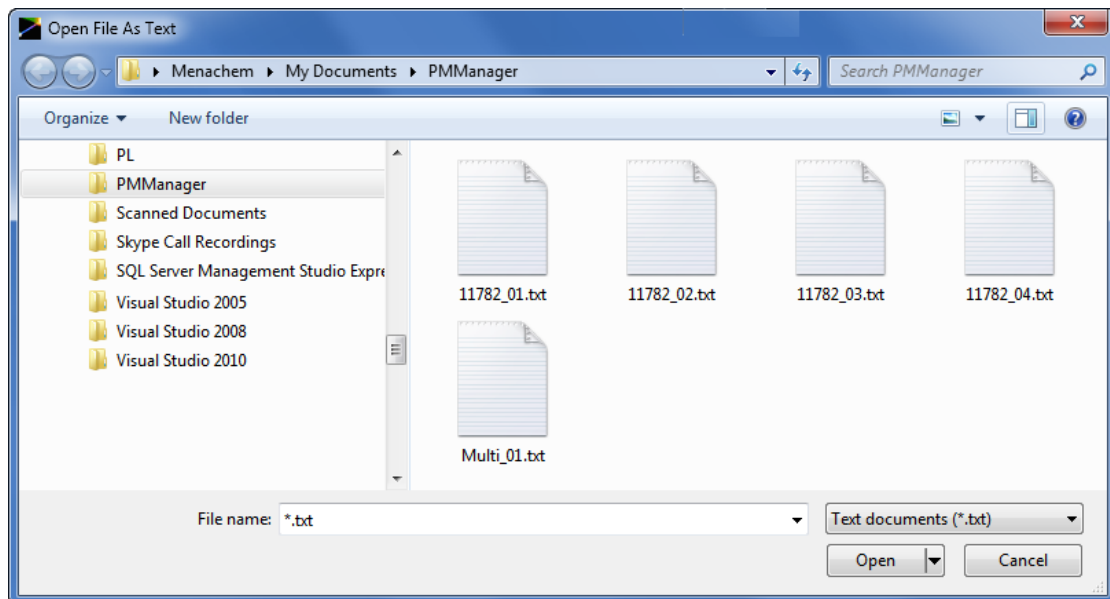 Open File As Text
Menachem ▸ My Documents ▸ PMManager
Search PMManager
Organize
New folder
PL
PMManager
Scanned Documents
Skype Call Recordings
SQL Server Management Studio Expre
Visual Studio 2005
Visual Studio 2008
Visual Studio 2010
11782_01.txt
11782_02.txt
11782_03.txt
11782_04.txt
Multi_01.txt
File name: *.txt
Text documents (*.txt)
Open
Cancel